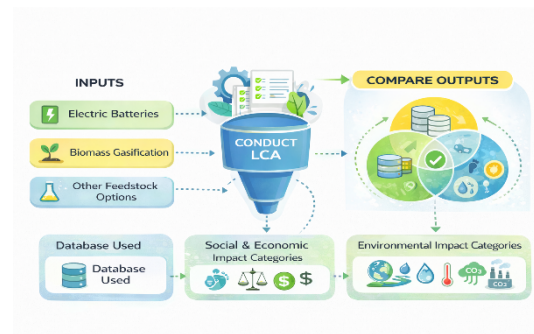 INPUTS
Electric Batteries
Biomass Gasification
Other Feedstock
Options
CONDUCT
LCA
COMPARE OUTPUTS
Database Used
Database
Used
Social & Economic
Impact Categories
$ $
Environmental Impact Categories
CO₂
CO₂